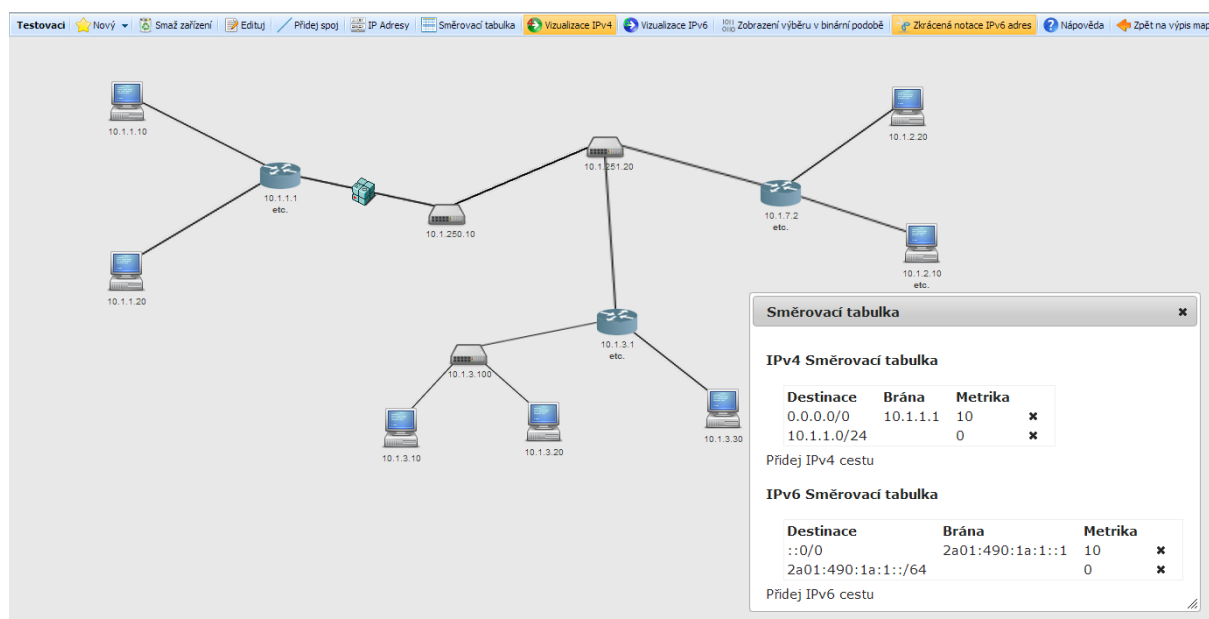 Testovaci Nový Smaž zařízení Edituj Přidej spoj IP Adresy Směrovací tabulka Vizualizace IPv4 Vizualizace IPv6 Zobrazení výběru v binární podobě Zkrácená notace IPv6 adres Nápověda Zpět na výpis map
10.1.1.10
10.1.2.20
10.1.251.20
10.1.1.1
etc.
10.1.7.2
etc.
10.1.250.10
10.1.2.10
etc.
10.1.1.20
10.1.3.1
etc.
10.1.3.100
10.1.3.30
10.1.3.10
10.1.3.20
Směrovací tabulka
IPv4 Směrovací tabulka
Destinace Brána Metrika
0.0.0.0/0 10.1.1.1 10
10.1.1.0/24 0
Přidej IPv4 cestu
IPv6 Směrovací tabulka
Destinace Brána Metrika
::0/0 2a01:490:1a:1::1 10
2a01:490:1a:1::/64 0
Přidej IPv6 cestu